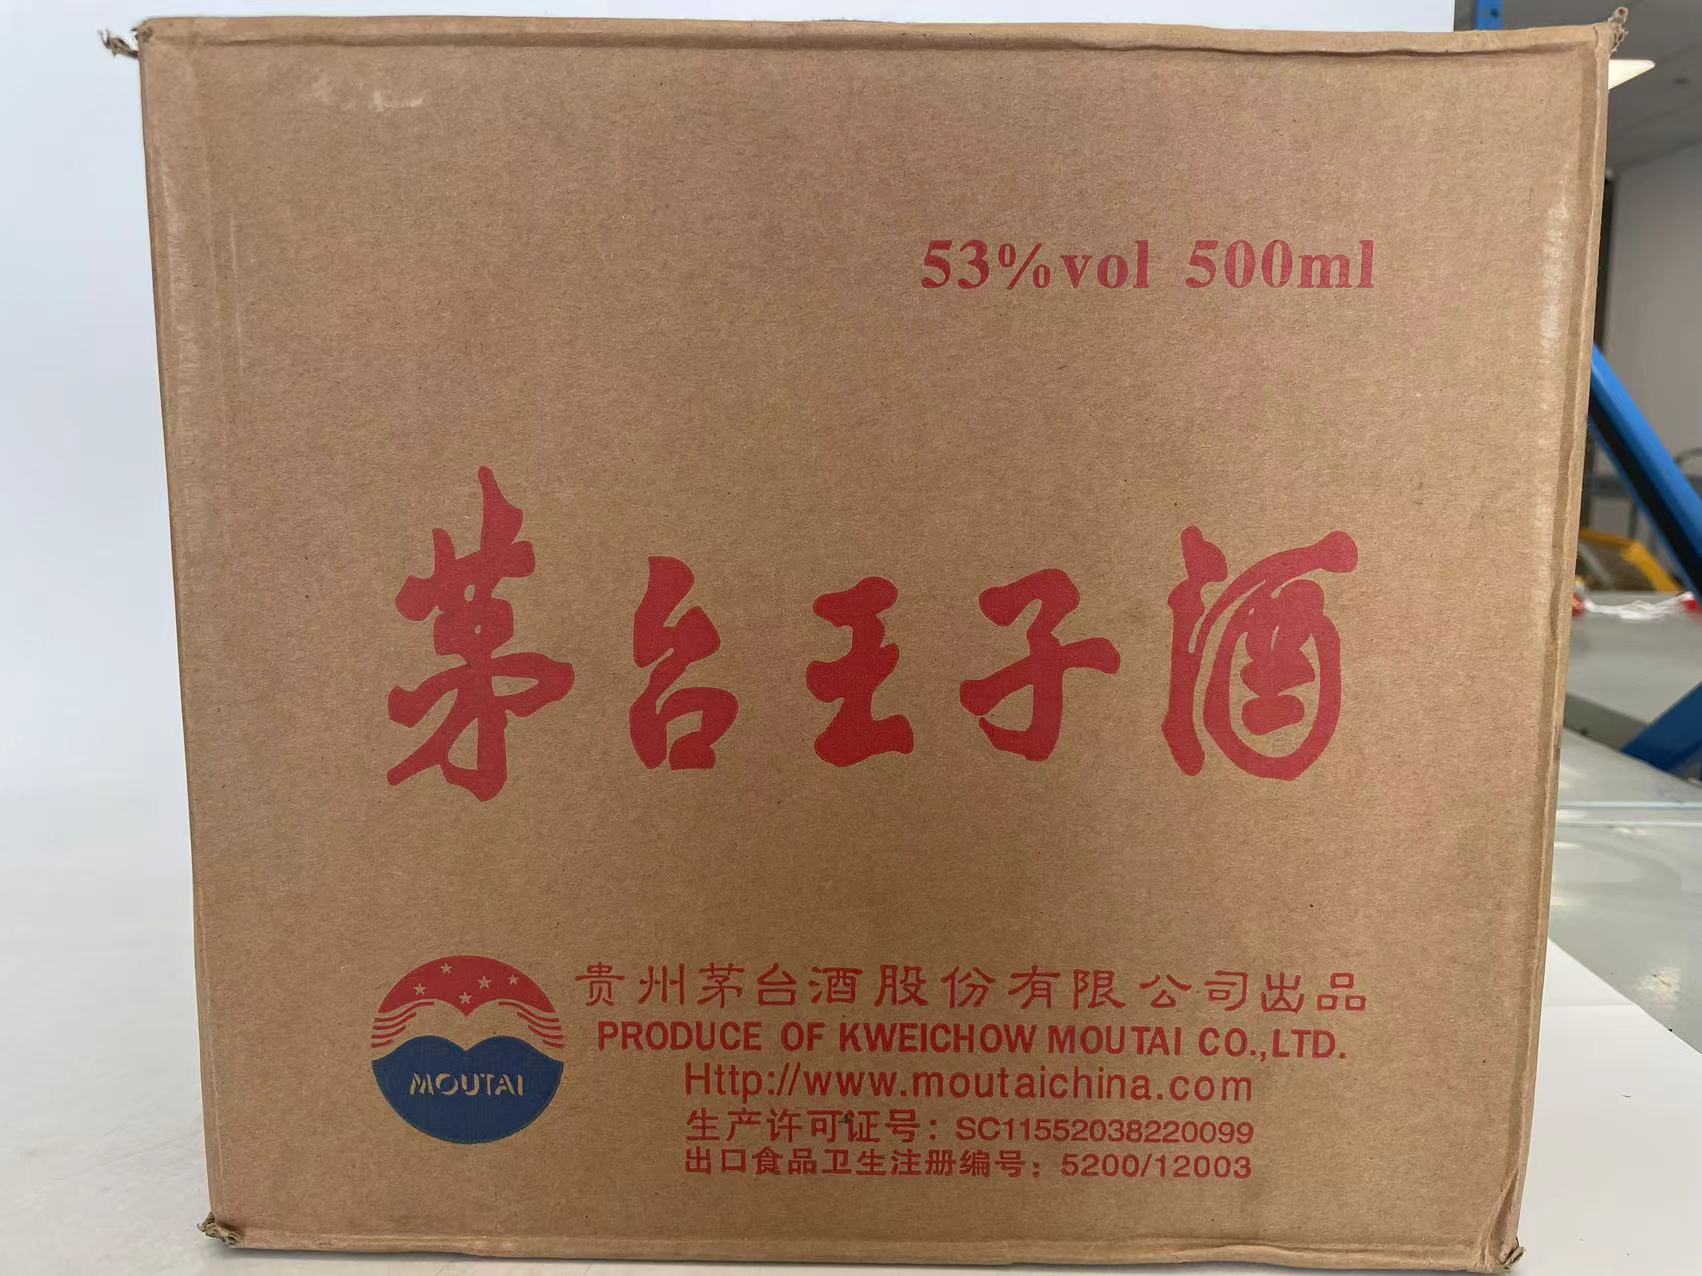 53%vol 500ml
茅台王子酒
贵州茅台酒股份有限公司出品
PRODUCE OF KWEICHOW MOUTAI CO.,LTD.
Http://www.moutaichina.com
MOUTAI
生产许可证号：SC11552038220099
出口食品卫生注册编号：5200/12003